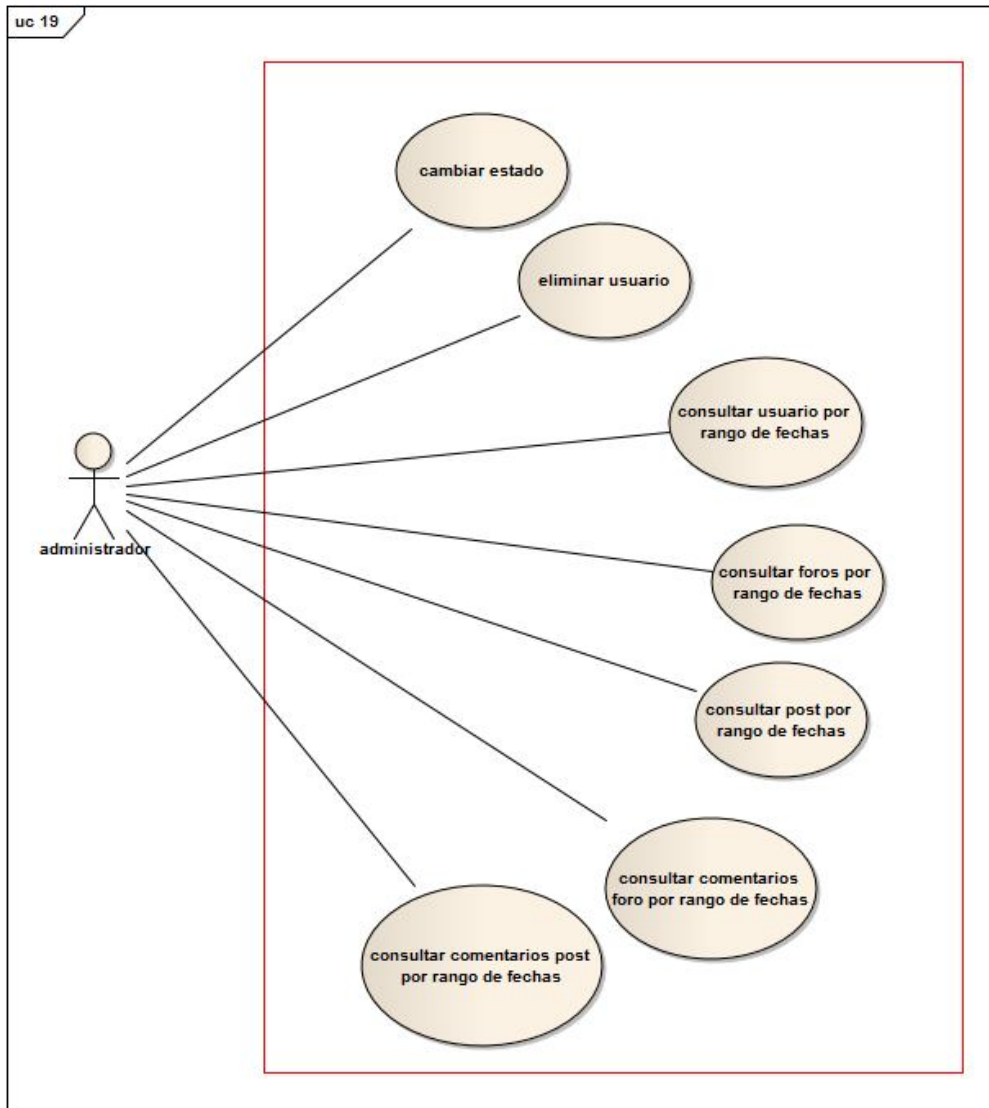 uc 19
cambiar estado
eliminar usuario
consultar usuario por
rango de fechas
administrador
consultar foros por
rango de fechas
consultar post por
rango de fechas
consultar comentarios
foro por rango de fechas
consultar comentarios post
por rango de fechas